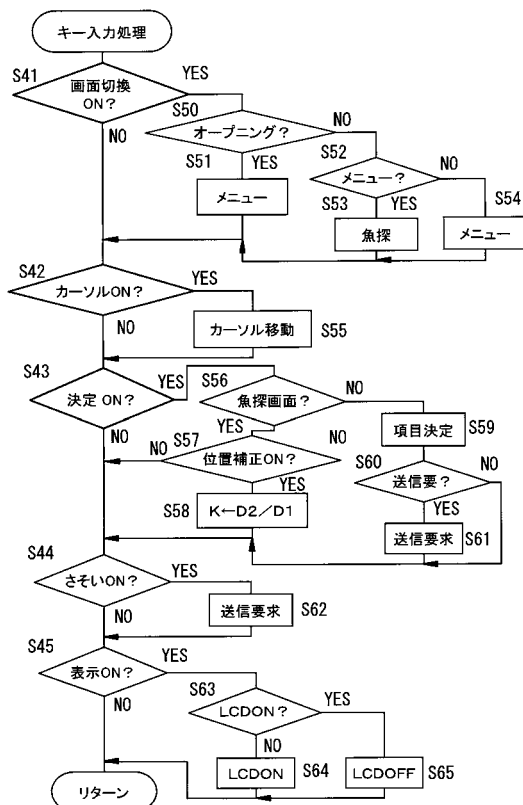 キー入力処理
S41
画面切換
ON?
YES
NO
S50
オープニング?
NO
YES
S51
メニュー
S52
メニュー?
NO
YES
S53
魚探
S54
メニュー
S42
カーソルON?
YES
NO
カーソル移動
S55
S43
決定 ON?
YES
NO
S56
魚探画面?
NO
YES
S57
NO
位置補正ON?
NO
YES
S58
K←D2/D1
項目決定
S59
S60
送信要?
NO
YES
送信要求
S61
S44
さそいON?
YES
NO
送信要求
S62
S45
表示ON?
YES
NO
S63
LCDON?
YES
NO
LCDON
S64
LCDOFF
S65
リターン